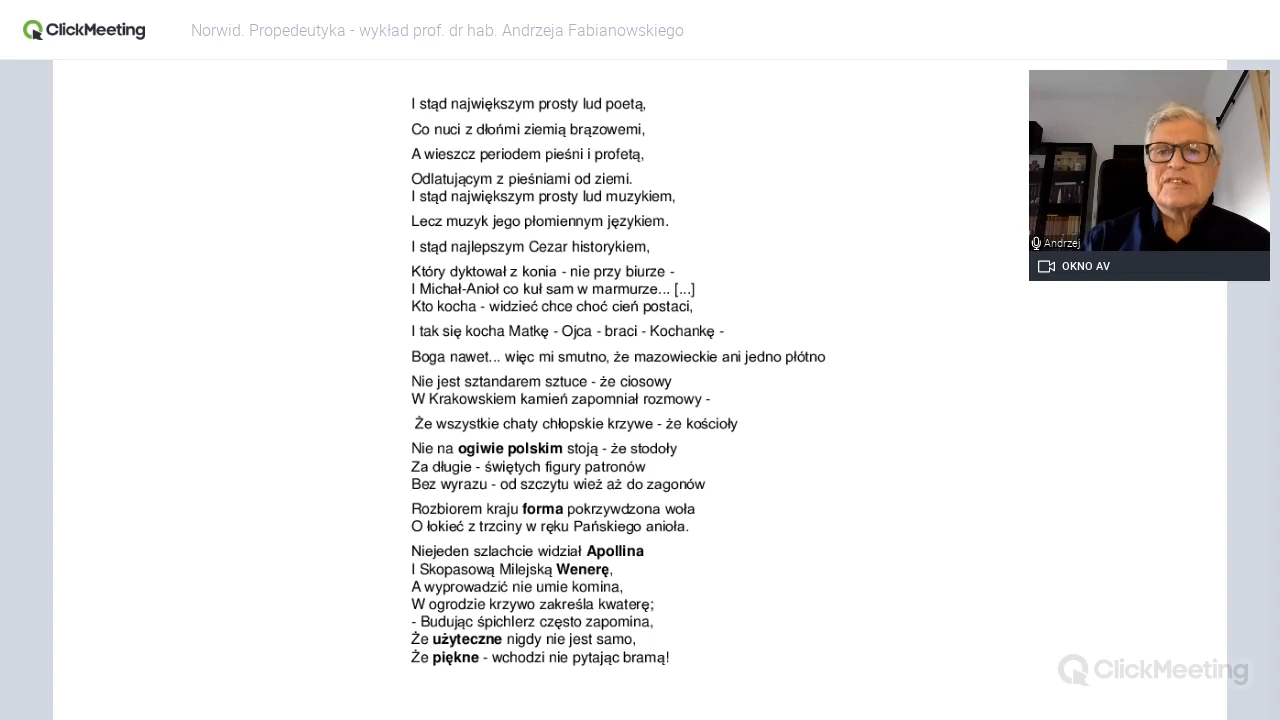 ClickMeeting
Norwid. Propedeutyka - wykład prof. dr hab. Andrzeja Fabianowskiego
I stąd największym prosty lud poetą,
Co nuci z dłońmi ziemią brązowemi,
A wieszcz periodem pieśni i profetą,
Odlatującym z pieśniami od ziemi.
I stąd największym prosty lud muzykiem,
Lecz muzyk jego płomiennym językiem.
I stąd najlepszym Cezar historykiem,
Który dyktował z konia - nie przy biurze -
I Michał-Anioł co kuł sam w marmurze... [...]
Kto kocha - widzieć chce choć cień postaci,
I tak się kocha Matkę - Ojca - braci - Kochankę -
Boga nawet... więc mi smutno, że mazowieckie ani jedno płótno
Nie jest sztandarem sztuce - że ciosowy
W Krakowskiem kamień zapomniał rozmowy -
Że wszystkie chaty chłopskie krzywe - że kościoły
Nie na ogiwie polskim stoją - że stodoły
Za długie - świętych figury patronów
Bez wyrazu - od szczytu wież aż do zagonów
Rozbiorem kraju forma pokrzywdzona woła
O łokieć z trzciny w ręku Pańskiego anioła.
Niejeden szlachcic widział Apollina
I Skopasową Milejską Wenerę,
A wyprowadzić nie umie komina,
W ogrodzie krzywo zakreśla kwaterę;
- Budując śpichlerz często zapomina,
Że użyteczne nigdy nie jest samo,
Że piękne - wchodzi nie pytając bramą!
Andrzej
OKNO AV
ClickMeeting